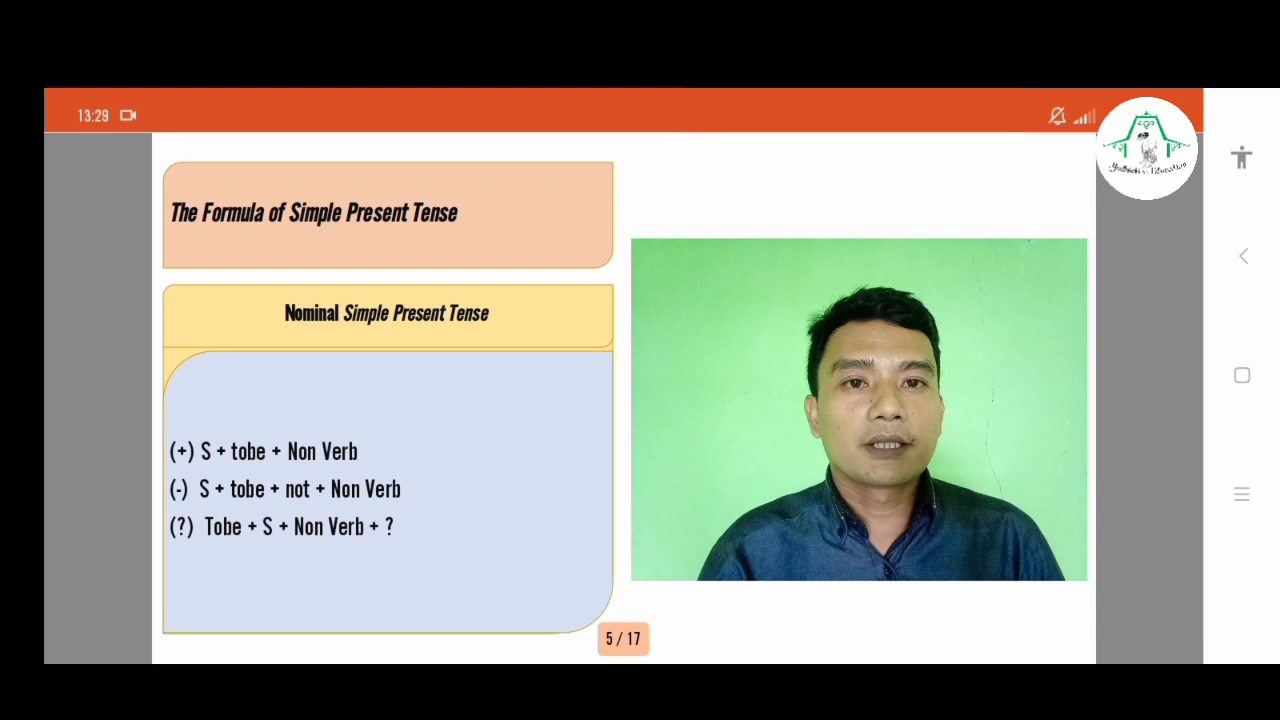 13:29
The Formula of Simple Present Tense
Nominal Simple Present Tense
(+) S + tobe + Non Verb
(-) S + tobe + not + Non Verb
(?) Tobe + S + Non Verb + ?
5 / 17